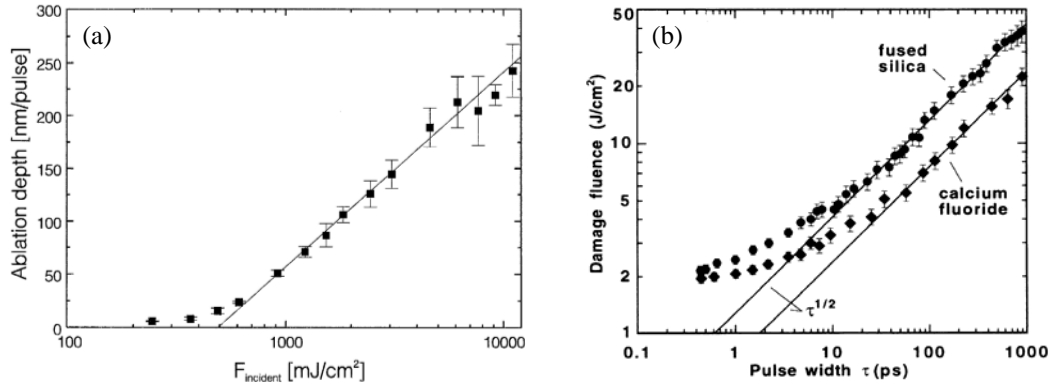 (a)
300
250
200
150
100
50
0
Ablation depth [nm/pulse]
100
1000
10000
F_incident [mJ/cm²]
(b)
50
20
10
5
2
1
Damage fluence (J/cm²)
fused
silica
calcium
fluoride
τ^1/2
0.1
1
10
100
1000
Pulse width τ (ps)